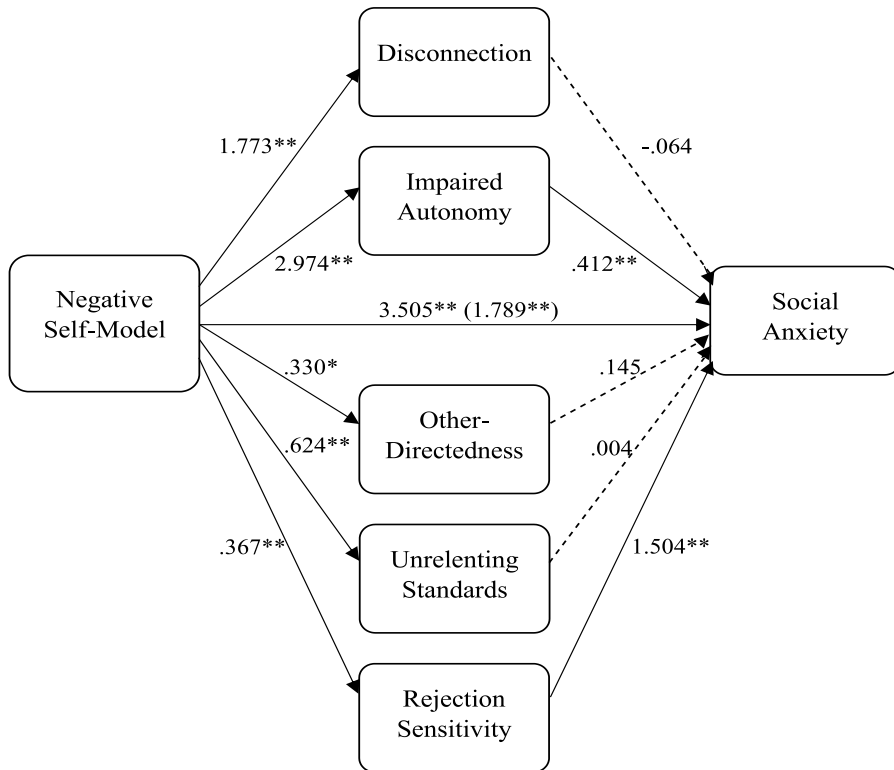 Disconnection
1.773**
-.064
Impaired
Autonomy
2.974**
.412**
Negative
Self-Model
3.505** (1.789**)
Social
Anxiety
.330*
.145
Other-
Directedness
.624**
.004
Unrelenting
Standards
.367**
1.504**
Rejection
Sensitivity